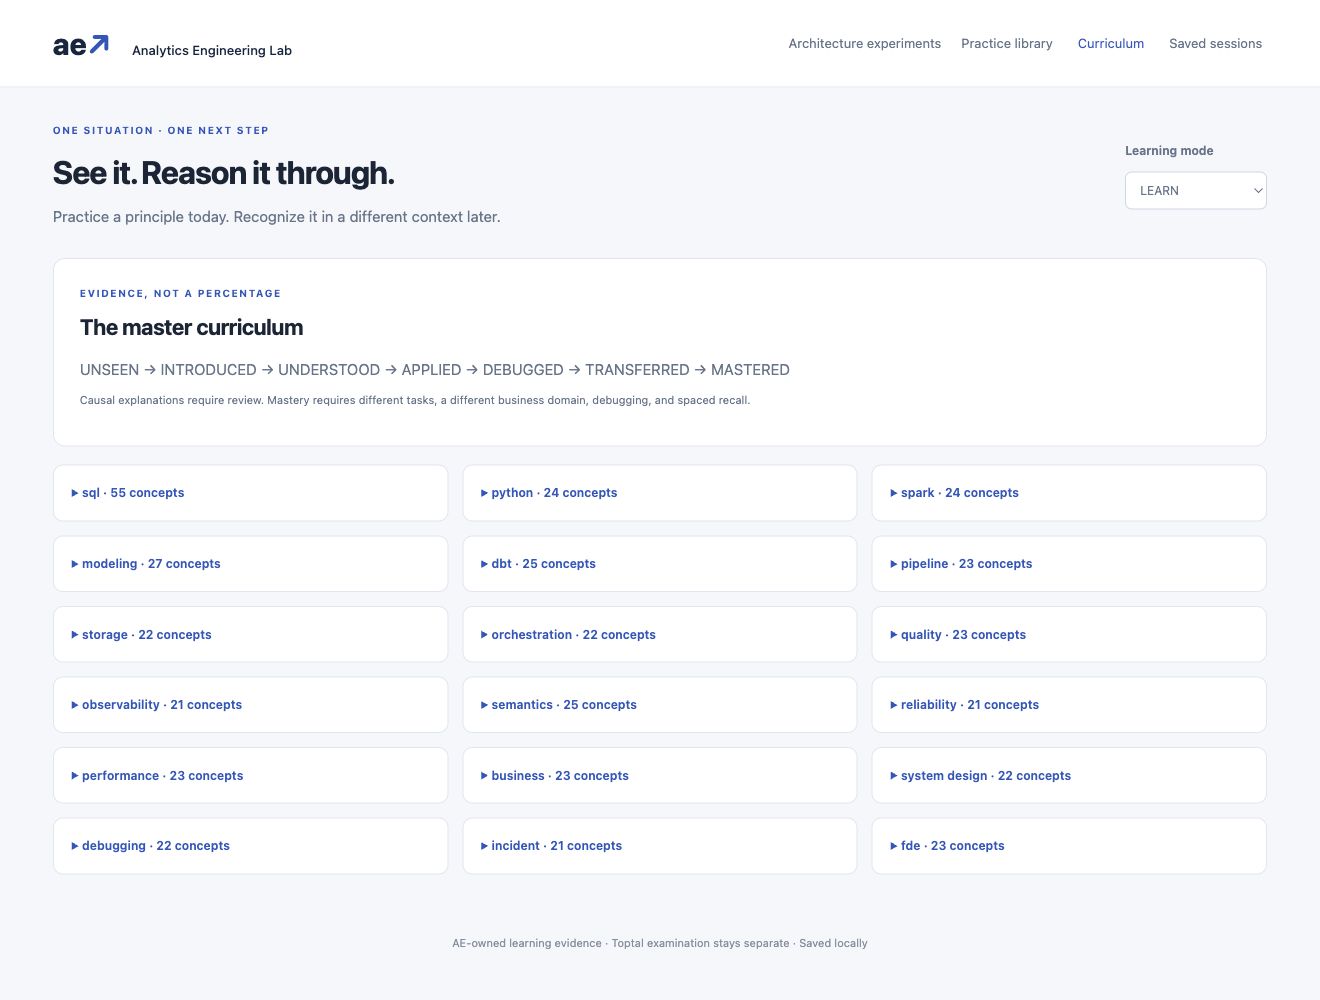 ae
Analytics Engineering Lab
Architecture experiments
Practice library
Curriculum
Saved sessions
ONE SITUATION · ONE NEXT STEP
See it. Reason it through.
Practice a principle today. Recognize it in a different context later.
Learning mode
LEARN
EVIDENCE, NOT A PERCENTAGE
The master curriculum
UNSEEN → INTRODUCED → UNDERSTOOD → APPLIED → DEBUGGED → TRANSFERRED → MASTERED
Causal explanations require review. Mastery requires different tasks, a different business domain, debugging, and spaced recall.
sql · 55 concepts
python · 24 concepts
spark · 24 concepts
modeling · 27 concepts
dbt · 25 concepts
pipeline · 23 concepts
storage · 22 concepts
orchestration · 22 concepts
quality · 23 concepts
observability · 21 concepts
semantics · 25 concepts
reliability · 21 concepts
performance · 23 concepts
business · 23 concepts
system design · 22 concepts
debugging · 22 concepts
incident · 21 concepts
fde · 23 concepts
AE-owned learning evidence · Toptal examination stays separate · Saved locally